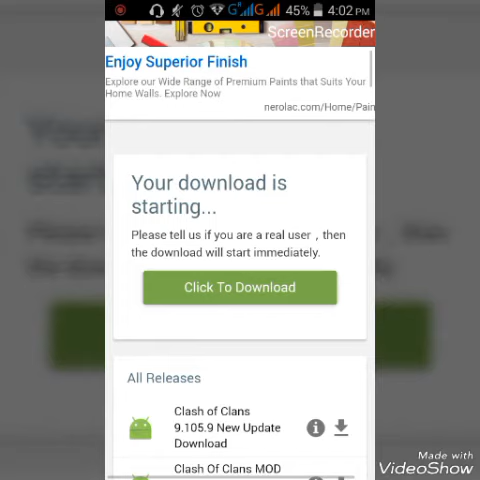 45% 4:02 PM
ScreenRecorder
Enjoy Superior Finish
Explore our Wide Range of Premium Paints that Suits Your
Home Walls. Explore Now
nerolac.com/Home/Pain
Your download is
starting...
Please tell us if you are a real user , then
the download will start immediately.
Click To Download
All Releases
Clash of Clans
9.105.9 New Update
Download
Clash Of Clans MOD
Made with
VideoShow